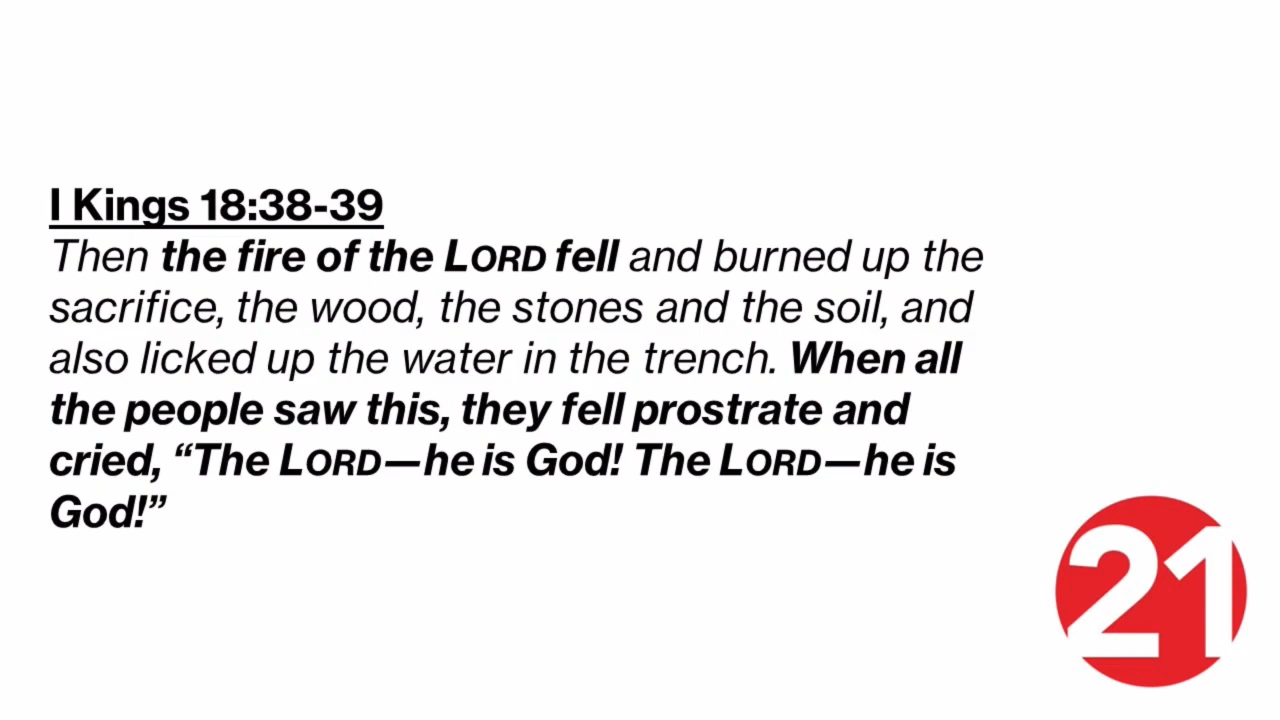 I Kings 18:38-39
Then the fire of the LORD fell and burned up the
sacrifice, the wood, the stones and the soil, and
also licked up the water in the trench. When all
the people saw this, they fell prostrate and
cried, “The LORD—he is God! The LORD—he is
God!”
21